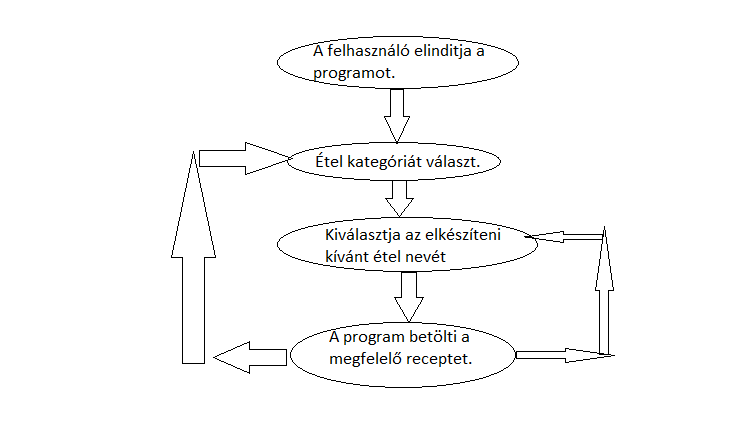 A felhasználó elinditja a
programot.
Étel kategóriát választ.
Kiválasztja az elkészíteni
kívánt étel nevét
A program betölti a
megfelelő receptet.